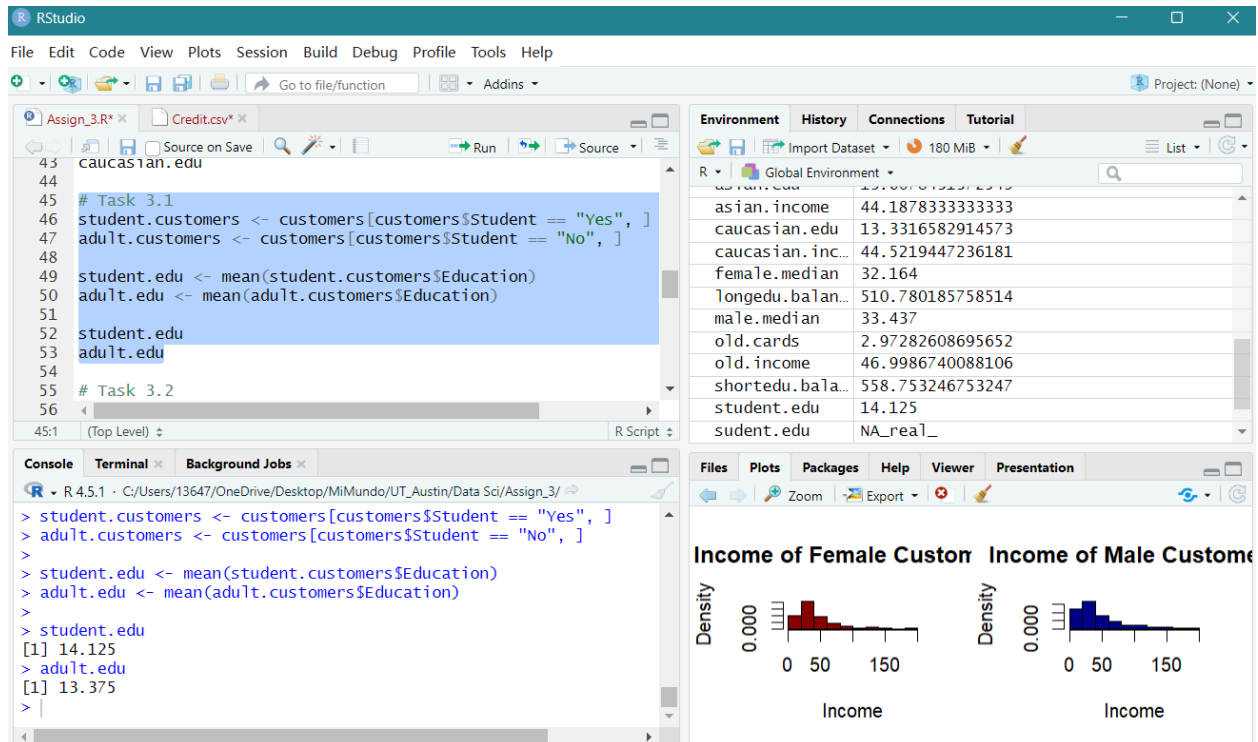 RStudio
File Edit Code View Plots Session Build Debug Profile Tools Help
Go to file/function Addins Project: (None)
Assign_3.R* Credit.csv*
Source on Save Run Source
43 caucasian.edu
44
45 # Task 3.1
46 student.customers <- customers[customers$Student == "Yes", ]
47 adult.customers <- customers[customers$Student == "No", ]
48
49 student.edu <- mean(student.customers$Education)
50 adult.edu <- mean(adult.customers$Education)
51
52 student.edu
53 adult.edu
54
55 # Task 3.2
56
45:1 (Top Level) R Script
Console Terminal Background Jobs
R 4.5.1 · C:/Users/13647/OneDrive/Desktop/MiMundo/UT_Austin/Data Sci/Assign_3/
> student.customers <- customers[customers$Student == "Yes", ]
> adult.customers <- customers[customers$Student == "No", ]
>
> student.edu <- mean(student.customers$Education)
> adult.edu <- mean(adult.customers$Education)
>
> student.edu
[1] 14.125
> adult.edu
[1] 13.375
>
Environment History Connections Tutorial
Import Dataset 180 MiB List
R Global Environment
asian.income 44.1878333333333
caucasian.edu 13.3316582914573
caucasian.inc… 44.5219447236181
female.median 32.164
longedu.balan… 510.780185758514
male.median 33.437
old.cards 2.97282608695652
old.income 46.9986740088106
shortedu.bala… 558.753246753247
student.edu 14.125
sudent.edu NA_real_
Files Plots Packages Help Viewer Presentation
Zoom Export
Income of Female Custom
Density
0.000
0 50 150
Income
Income of Male Custome
Density
0.000
0 50 150
Income